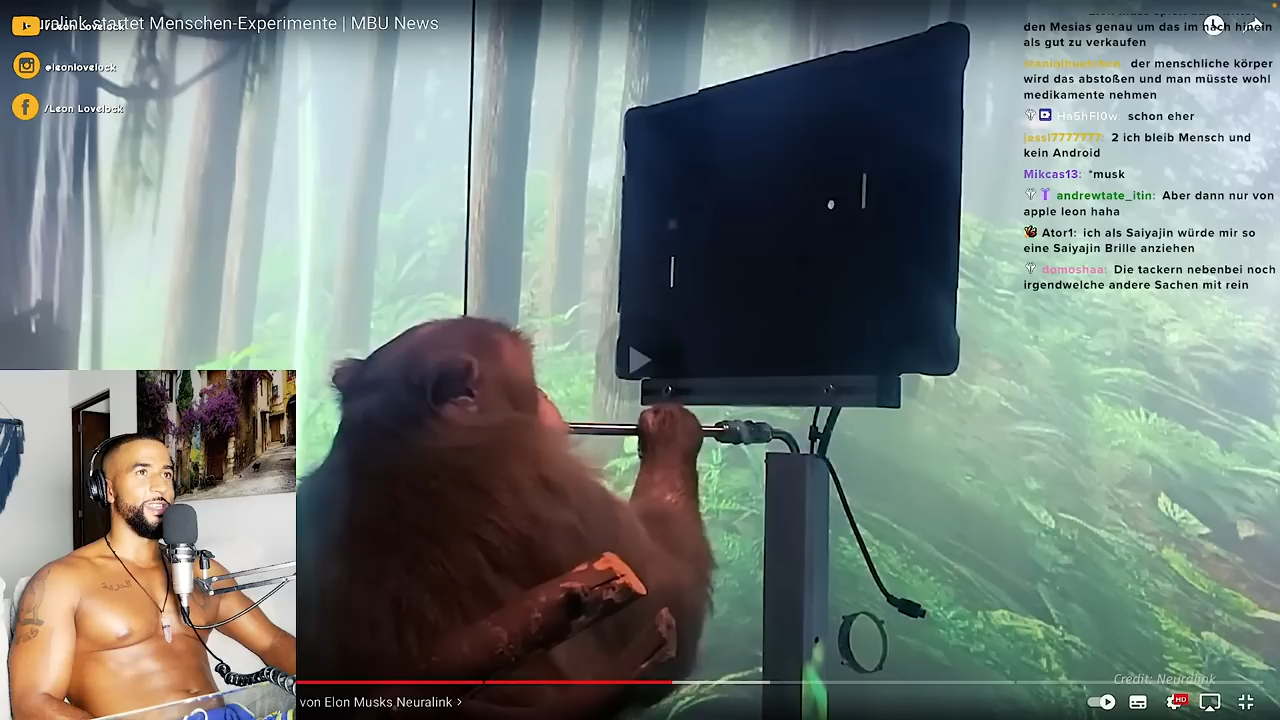 uralink startet Menschen-Experimente | MBU News
/Leon Lovelock
@leonlovelock
/Leon Lovelock
den Mesias genau um das im nach hinein
als gut zu verkaufen
der menschliche körper
wird das abstoßen und man müsste wohl
medikamente nehmen
Ha5hFl0w: schon eher
jessl7777777: 2 ich bleib Mensch und
kein Android
Mikcas13: *musk
andrewtate_itin: Aber dann nur von
apple leon haha
Ator1: ich als Saiyajin würde mir so
eine Saiyajin Brille anziehen
domoshaa: Die tackern nebenbei noch
irgendwelche andere Sachen mit rein
Credit: Neuralink
von Elon Musks Neuralink
HD